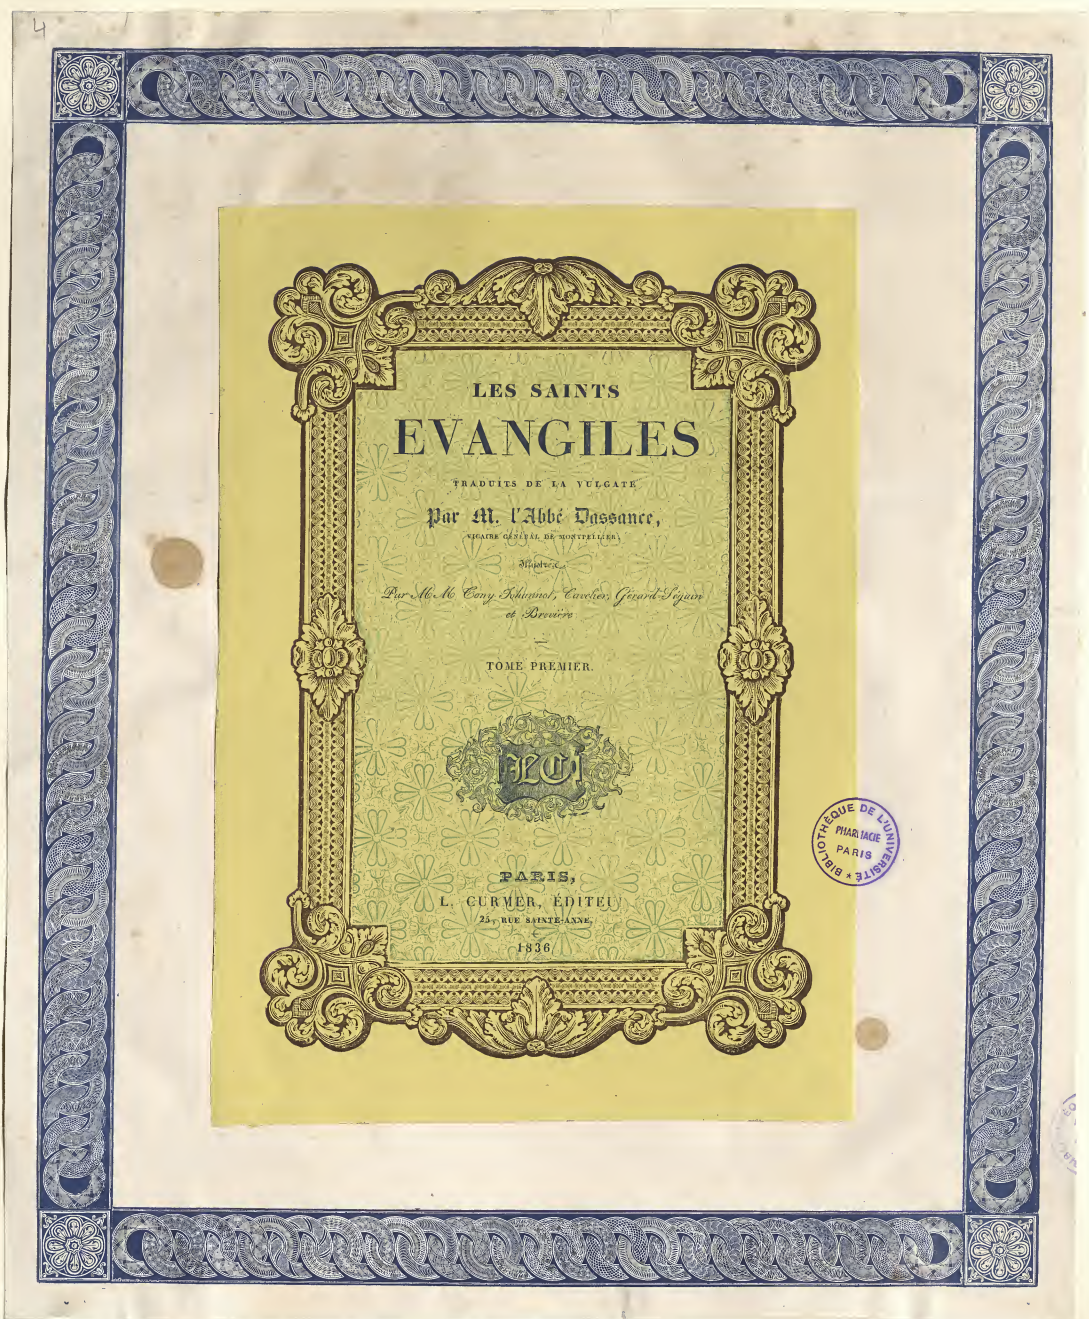 4
LES SAINTS
EVANGILES
TRADUITS DE LA VULGATE
Par M. l'Abbé Dassance,
VICAIRE GÉNÉRAL DE MONTPELLIER,
Illustrés
Par MM Tony Johannot, Cavelier, Gérard-Séguin
et Brevière
TOME PREMIER.
LC
PARIS,
L. CURMER, ÉDITEU
25, RUE SAINTE-ANNE,
1836
BIBLIOTHÈQUE DE L'UNIVERSITÉ *
PHARMACIE
PARIS